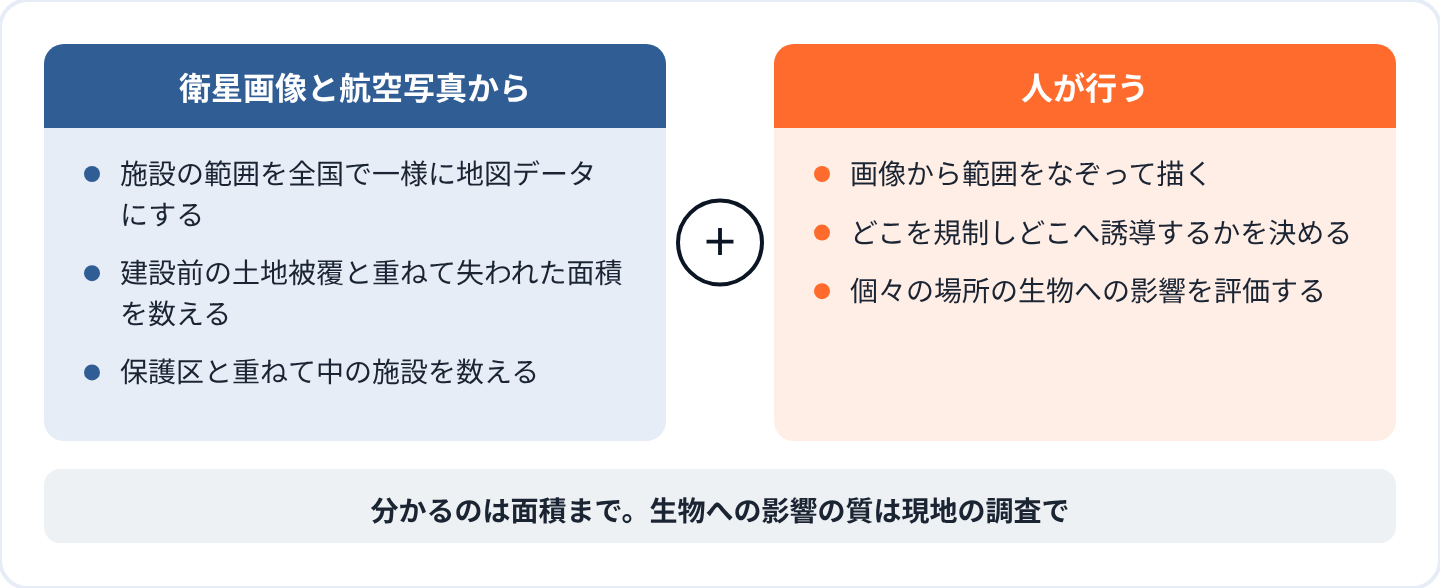 衛星画像と航空写真から
施設の範囲を全国で一様に地図データ
にする
建設前の土地被覆と重ねて失われた面積
を数える
保護区と重ねて中の施設を数える
+
人が行う
画像から範囲をなぞって描く
どこを規制しどこへ誘導するかを決める
個々の場所の生物への影響を評価する
分かるのは面積まで。生物への影響の質は現地の調査で